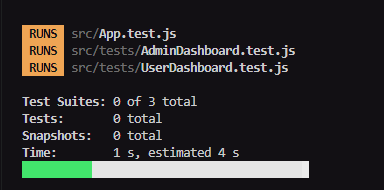 RUNS src/App.test.js
RUNS src/tests/AdminDashboard.test.js
RUNS src/tests/UserDashboard.test.js
Test Suites: 0 of 3 total
Tests: 0 total
Snapshots: 0 total
Time: 1 s, estimated 4 s